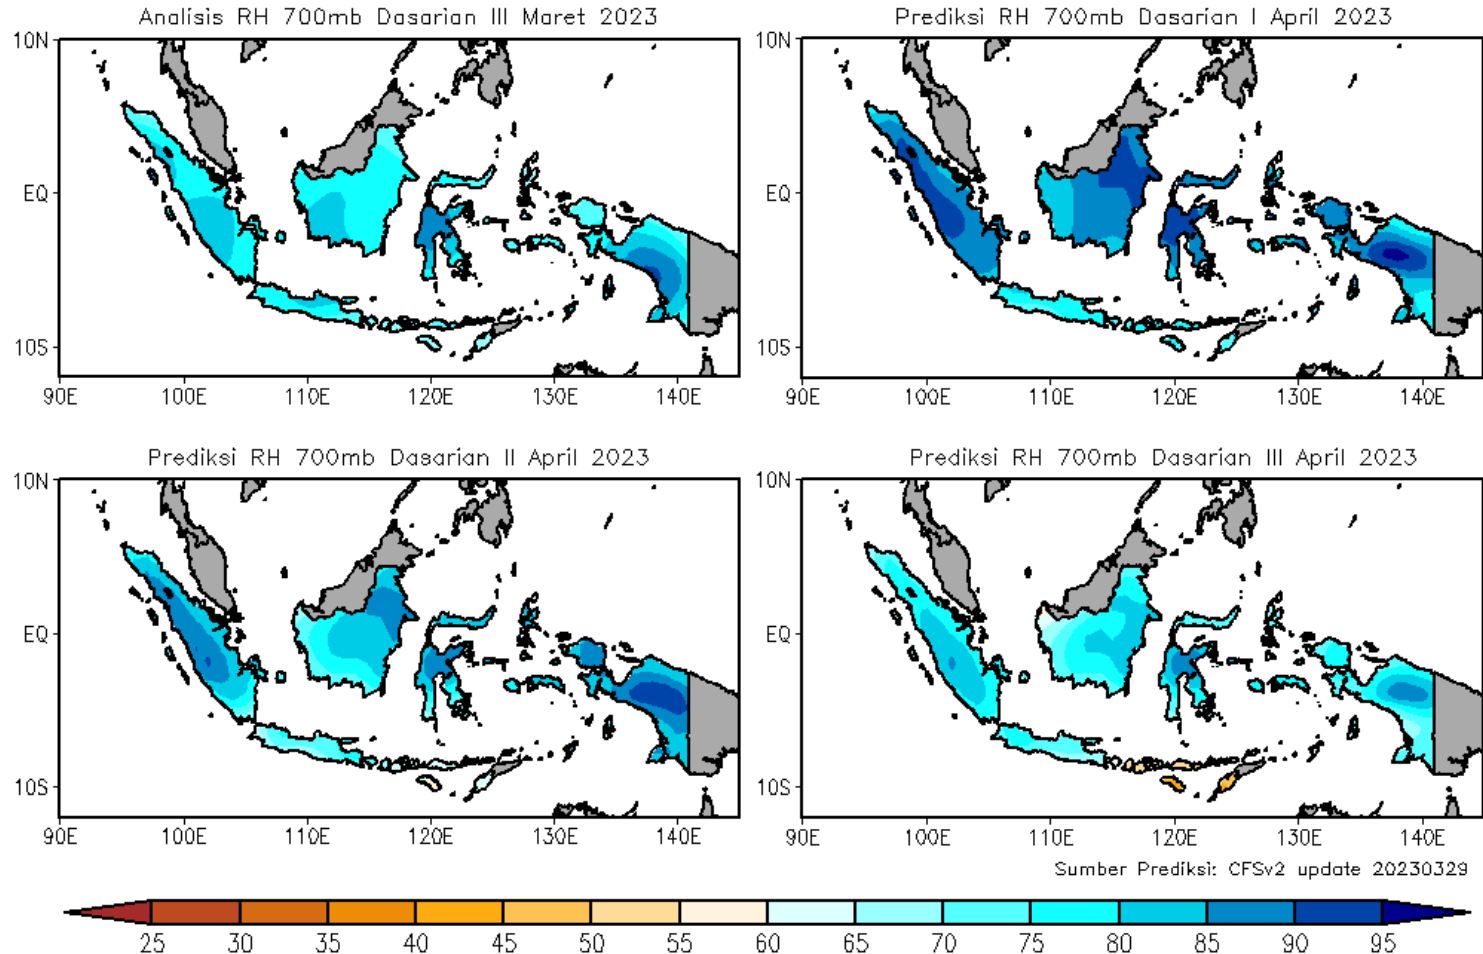 Analisis RH 700mb Dasarian III Maret 2023
10N
EQ
10S
90E 100E 110E 120E 130E 140E
Prediksi RH 700mb Dasarian I April 2023
10N
EQ
10S
90E 100E 110E 120E 130E 140E
Prediksi RH 700mb Dasarian II April 2023
10N
EQ
10S
90E 100E 110E 120E 130E 140E
Prediksi RH 700mb Dasarian III April 2023
10N
EQ
10S
90E 100E 110E 120E 130E 140E
Sumber Prediksi: CFSv2 update 20230329
25 30 35 40 45 50 55 60 65 70 75 80 85 90 95